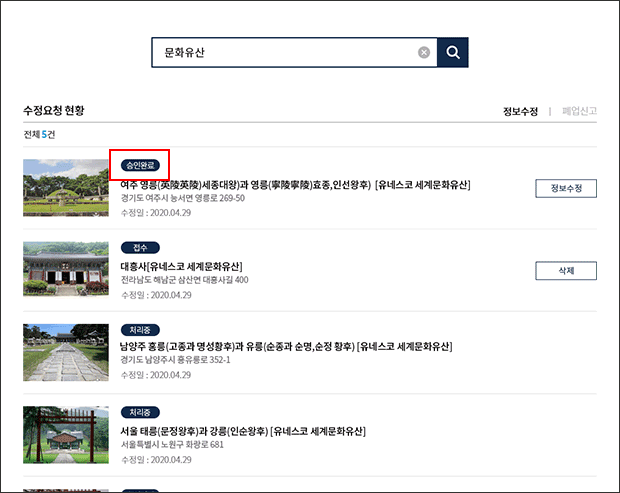 문화유산
수정요청 현황
정보수정 | 폐업신고
전체 5건
승인완료
여주 영릉(英陵英陵)세종대왕)과 영릉(寧陵寧陵)효종,인선왕후) [유네스코 세계문화유산]
경기도 여주시 능서면 영릉로 269-50
수정일 : 2020.04.29
정보수정
접수
대흥사[유네스코 세계문화유산]
전라남도 해남군 삼산면 대흥사길 400
수정일 : 2020.04.29
삭제
처리중
남양주 홍릉(고종과 명성황후)과 유릉(순종과 순명,순정 황후) [유네스코 세계문화유산]
경기도 남양주시 홍유릉로 352-1
수정일 : 2020.04.29
처리중
서울 태릉(문정왕후)과 강릉(인순왕후) [유네스코 세계문화유산]
서울특별시 노원구 화랑로 681
수정일 : 2020.04.29